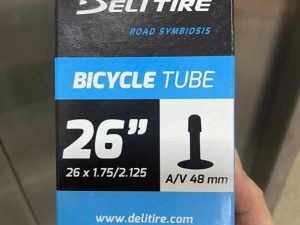 DELITIRE
ROAD SYMBIOSIS
BICYCLE TUBE
26”
26 x 1.75/2.125
A/V 48 mm
www.delitire.com